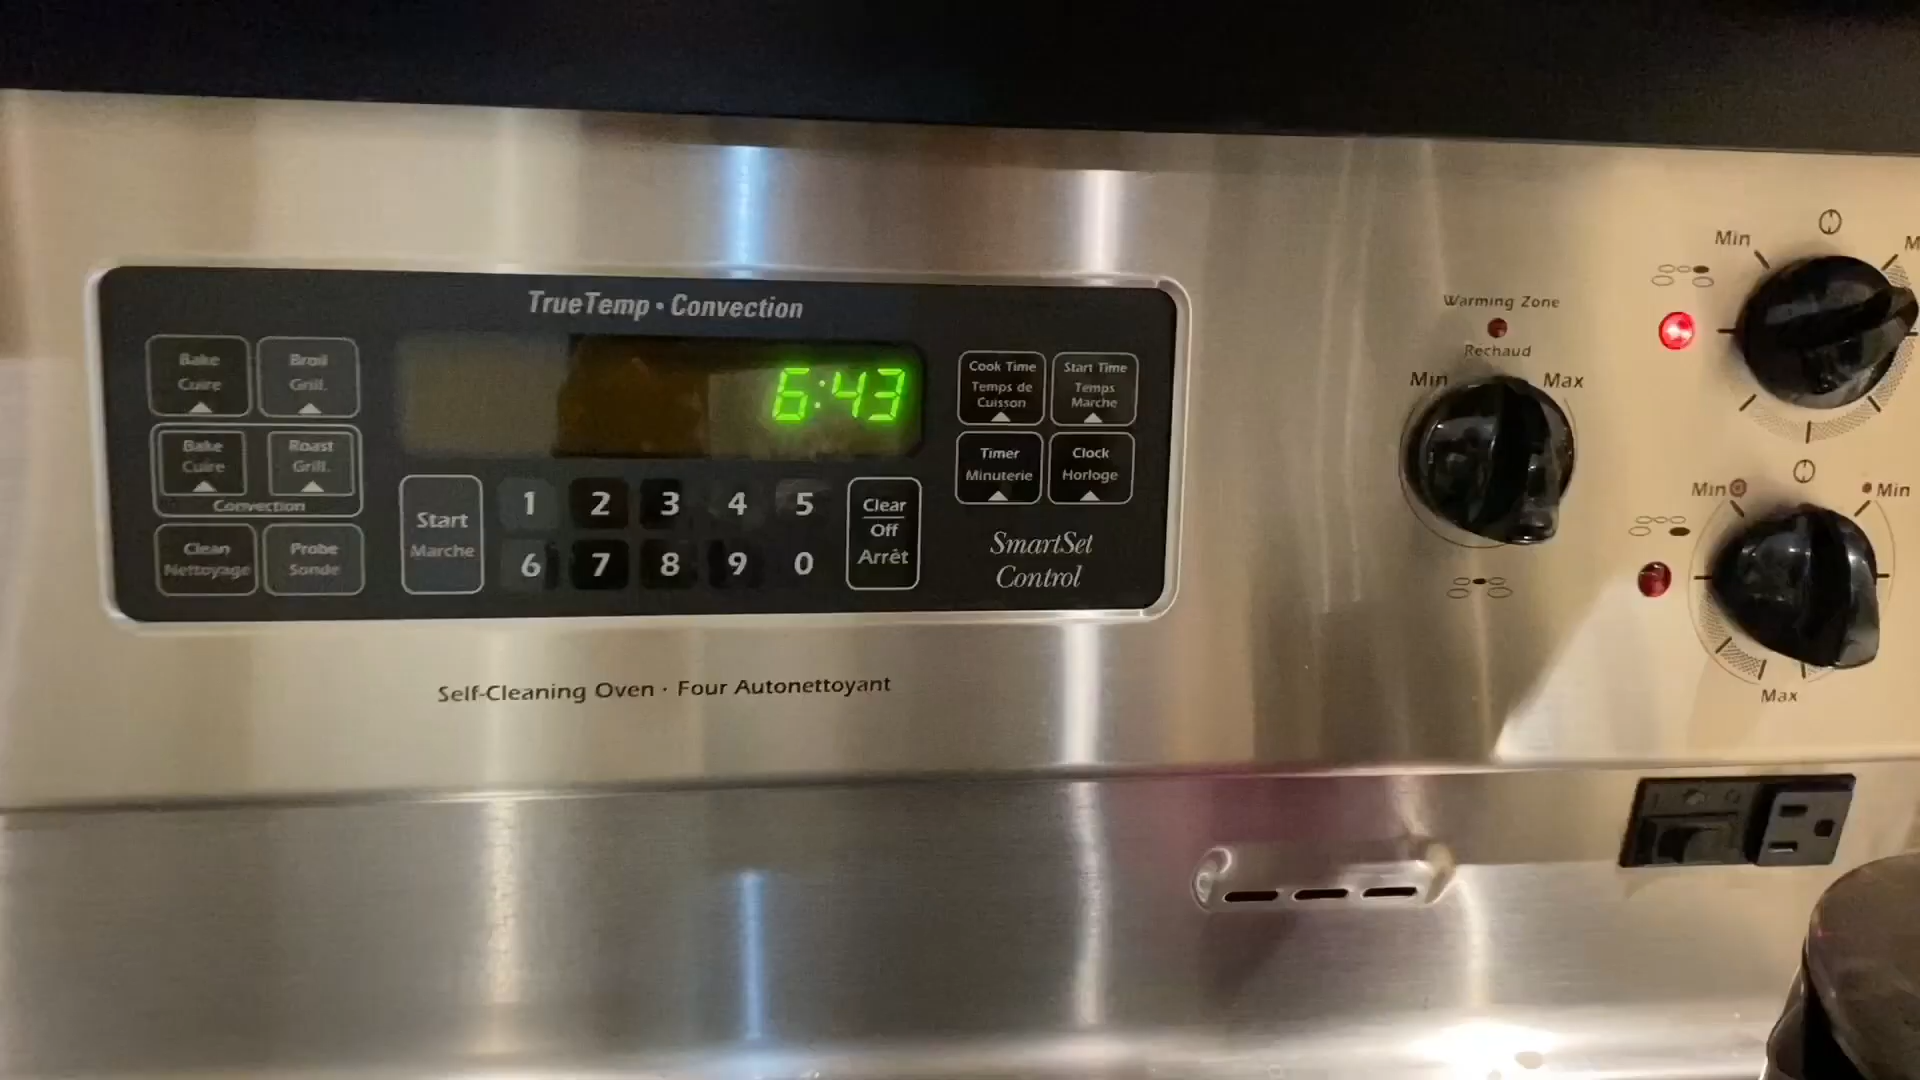 TrueTemp • Convection
Bake
Cuire
Broil
Grill.
Bake
Cuire
Roast
Grill.
Convection
Clean
Nettoyage
Probe
Sonde
6:43
Start
Marche
1 2 3 4 5
6 7 8 9 0
Clear
Off
Arrêt
Cook Time
Temps de
Cuisson
Start Time
Temps
Marche
Timer
Minuterie
Clock
Horloge
SmartSet
Control
Self-Cleaning Oven · Four Autonettoyant
Warming Zone
Réchaud
Min
Max
Min
Min
Min
Max